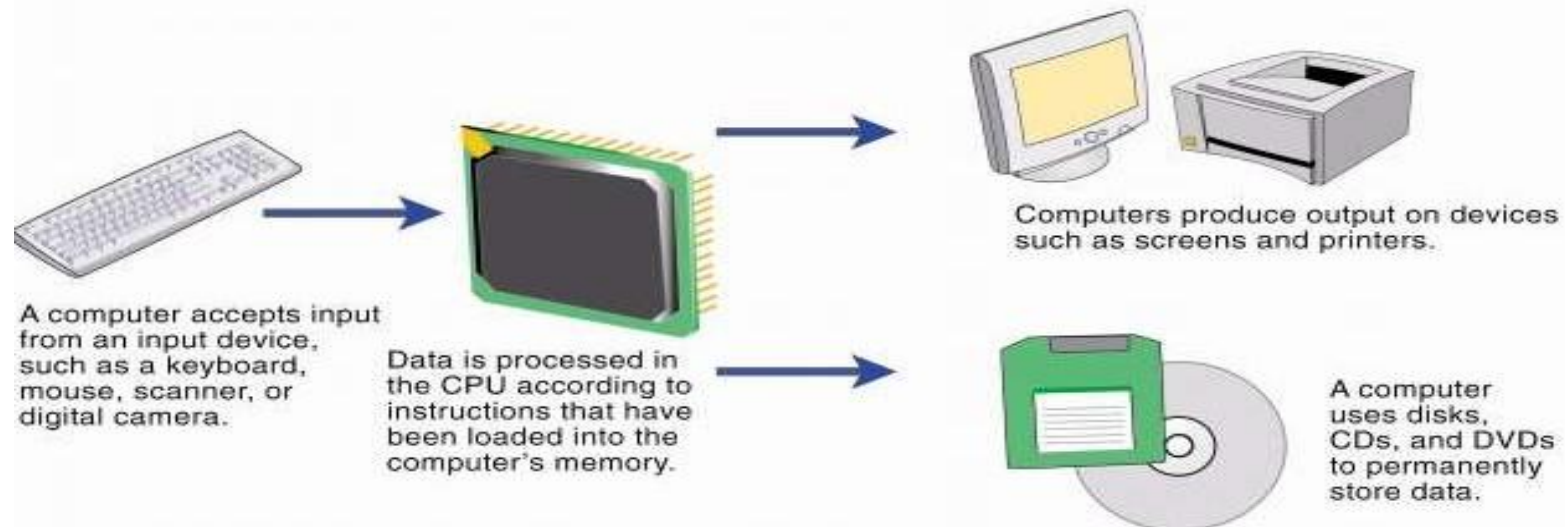 A computer accepts input
from an input device,
such as a keyboard,
mouse, scanner, or
digital camera.
Data is processed in
the CPU according to
instructions that have
been loaded into the
computer's memory.
Computers produce output on devices
such as screens and printers.
A computer
uses disks,
CDs, and DVDs
to permanently
store data.